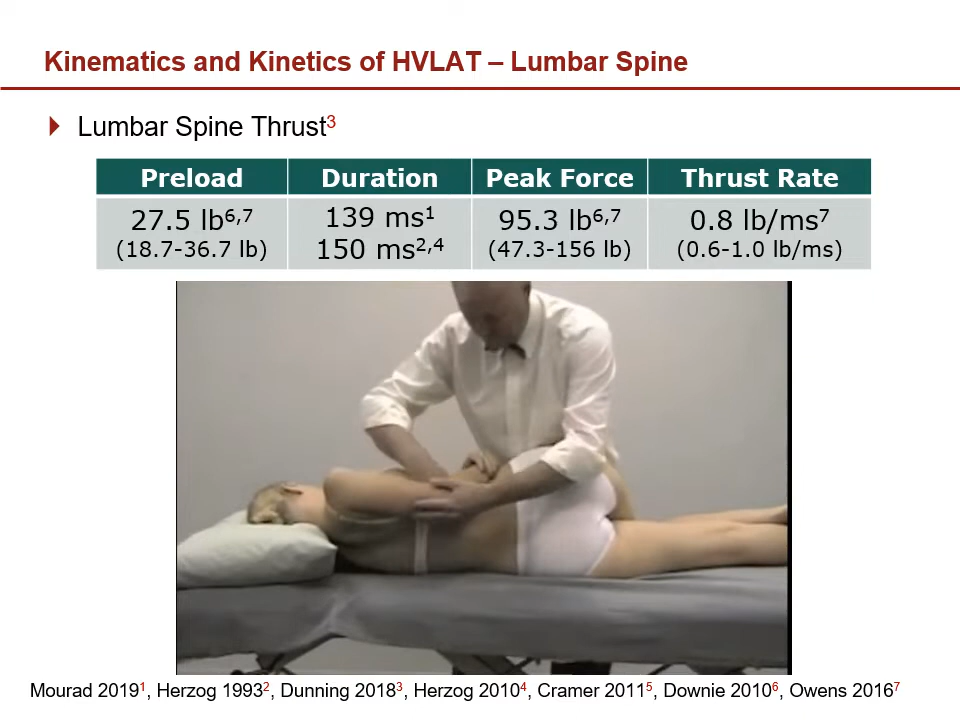 Kinematics and Kinetics of HVLAT – Lumbar Spine
Lumbar Spine Thrust³
Preload Duration Peak Force Thrust Rate
27.5 lb⁶,⁷ 139 ms¹ 95.3 lb⁶,⁷ 0.8 lb/ms⁷
(18.7-36.7 lb) 150 ms²,⁴ (47.3-156 lb) (0.6-1.0 lb/ms)
Mourad 2019¹, Herzog 1993², Dunning 2018³, Herzog 2010⁴, Cramer 2011⁵, Downie 2010⁶, Owens 2016⁷